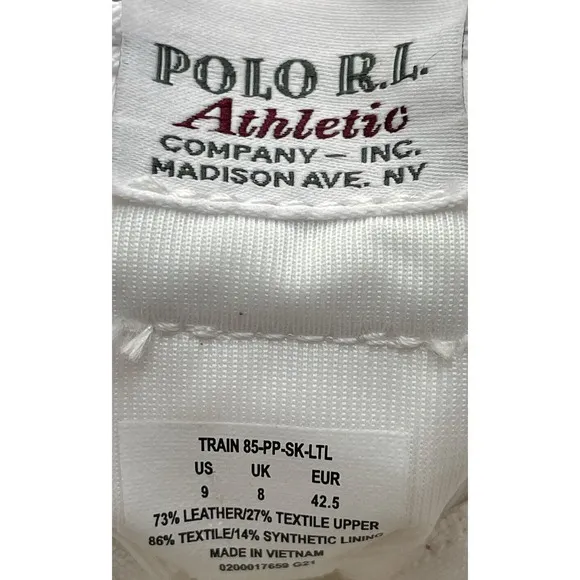 POLO R.L.
Athletic
COMPANY — INC.
MADISON AVE. NY
TRAIN 85-PP-SK-LTL
US UK EUR
9 8 42.5
73% LEATHER/27% TEXTILE UPPER
86% TEXTILE/14% SYNTHETIC LINING
MADE IN VIETNAM
0200017659 G21